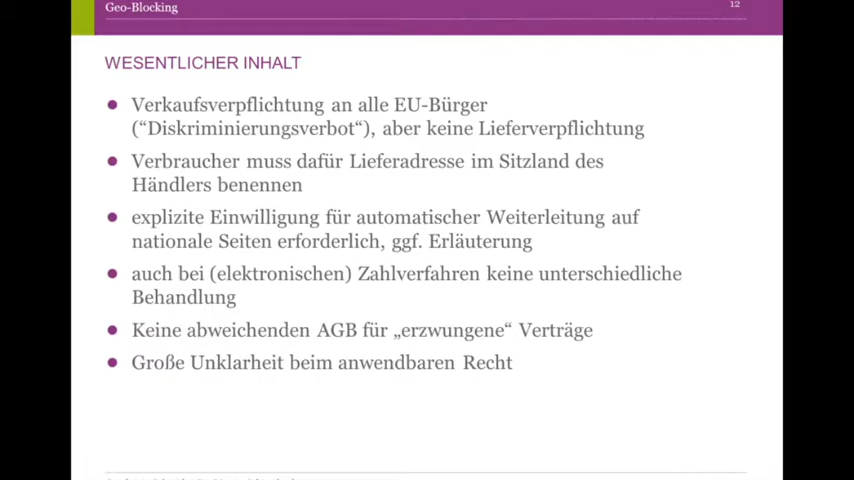 Geo-Blocking
12
WESENTLICHER INHALT
● Verkaufsverpflichtung an alle EU-Bürger
(“Diskriminierungsverbot“), aber keine Lieferverpflichtung
● Verbraucher muss dafür Lieferadresse im Sitzland des
Händlers benennen
● explizite Einwilligung für automatischer Weiterleitung auf
nationale Seiten erforderlich, ggf. Erläuterung
● auch bei (elektronischen) Zahlverfahren keine unterschiedliche
Behandlung
● Keine abweichenden AGB für „erzwungene“ Verträge
● Große Unklarheit beim anwendbaren Recht